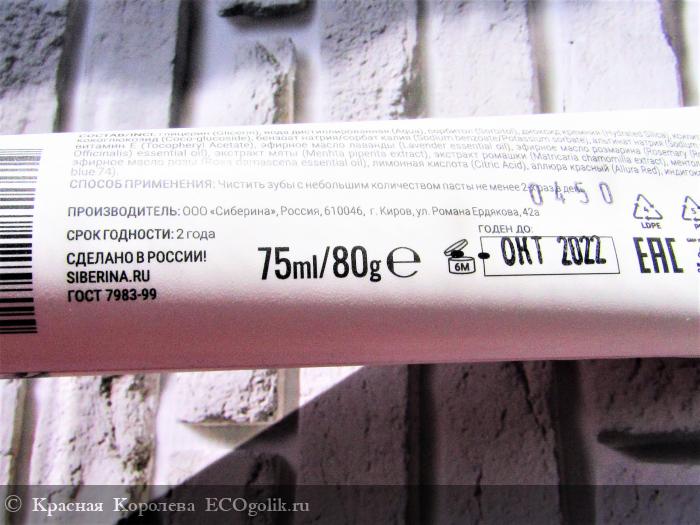 СОСТАВ/INCI: Глицерин (Glicerin), вода дистиллированная (Aqua), сорбитол (Sorbitol), диоксид кремния (Hydrated Silica),
кокоглюкозид (Coco-glucoside), бензоат натрия/сорбат калия (Sodium benzoate/Potassium sorbate), альгинат натрия (Sodium
витамин Е (Tocopheryl Acetate), эфирное масло лаванды (Lavender essential oil), эфирное масло розмарина (Rosemary
Officinalis) essential oil), экстракт мяты (Mentha piperita extract), экстракт ромашки (Matricaria chamomilla extract),
эфирное масло розы (Rosa damascena essential oil), лимонная кислота (Citric Acid), аллюра красный (Allura Red),
blue 74).
СПОСОБ ПРИМЕНЕНИЯ: Чистить зубы с небольшим количеством пасты не менее 2-х раз в день.
0450
ПРОИЗВОДИТЕЛЬ: ООО «Сиберина», Россия, 610046, г. Киров, ул. Романа Ердякова, 42а
СРОК ГОДНОСТИ: 2 года
СДЕЛАНО В РОССИИ!
SIBERINA.RU
ГОСТ 7983-99
75ml/80g ℮
6M
ГОДЕН ДО:
ОКТ 2022
4
LDPE
EAC
© Красная Королева ECOgolik.ru